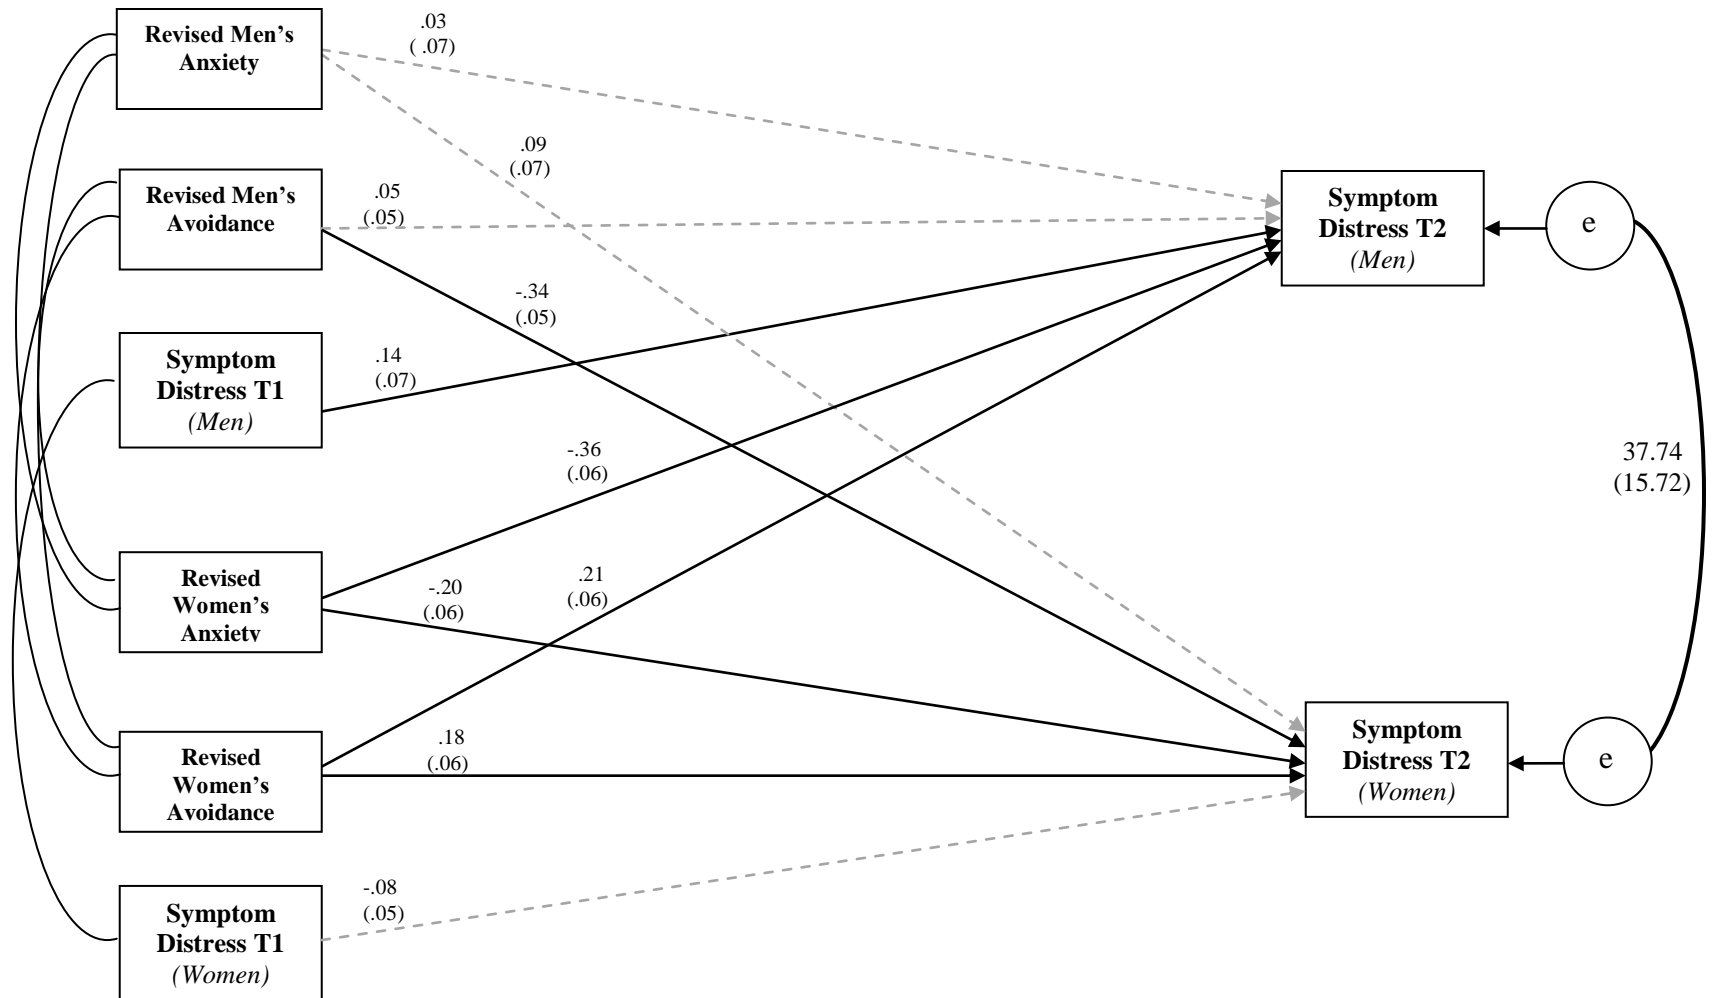 Revised Men's
Anxiety
.03
( .07)
.09
(.07)
Revised Men's
Avoidance
.05
(.05)
Symptom
Distress T2
(Men)
e
-.34
(.05)
Symptom
Distress T1
(Men)
.14
(.07)
-.36
(.06)
37.74
(15.72)
Revised
Women's
Anxiety
-.20
(.06)
.21
(.06)
Revised
Women's
Avoidance
.18
(.06)
Symptom
Distress T2
(Women)
e
Symptom
Distress T1
(Women)
-.08
(.05)